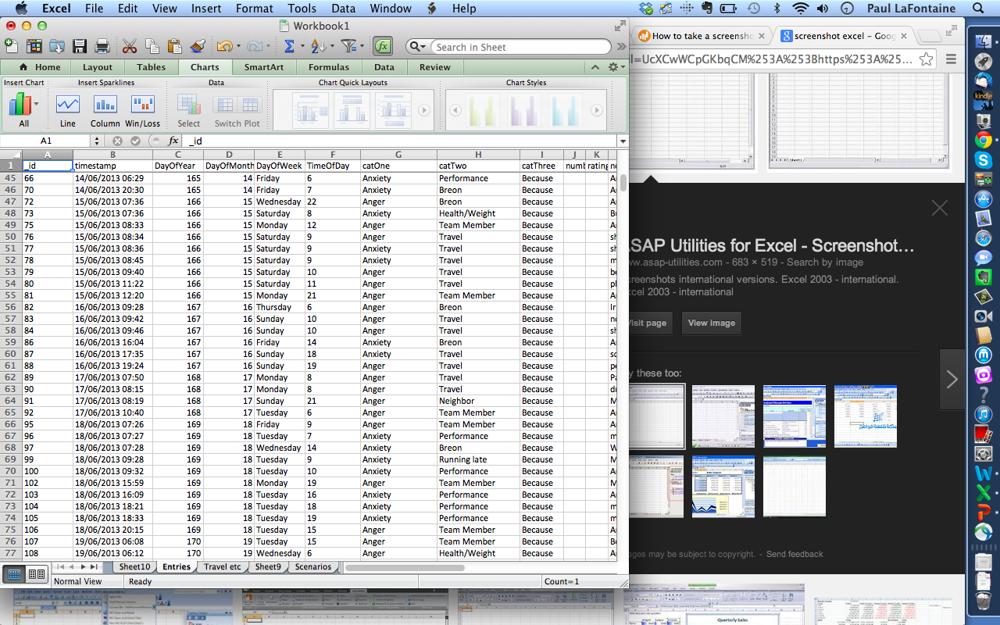 Excel File Edit View Insert Format Tools Data Window Help Paul LaFontaine
Workbook1
Search in Sheet
Home Layout Tables Charts SmartArt Formulas Data Review
Insert Chart Insert Sparklines Data Chart Quick Layouts Chart Styles
All Line Column Win/Loss Select Switch Plot
A1 fx _id
A B C D E F G H I J K L
1 _id timestamp DayOfYear DayOfMonth DayOfWeek TimeOfDay catOne catTwo catThree numb rating
45 66 14/06/2013 06:29 165 14 Friday 6 Anxiety Performance Because
46 70 14/06/2013 20:30 165 14 Friday 7 Anxiety Breon Because
47 72 15/06/2013 07:36 166 15 Wednesday 22 Anger Breon Because
48 73 15/06/2013 07:36 166 15 Saturday 8 Anxiety Health/Weight Because
49 75 15/06/2013 08:33 166 15 Monday 12 Anger Team Member Because
50 76 15/06/2013 08:34 166 15 Saturday 9 Anger Travel Because
51 77 15/06/2013 08:36 166 15 Saturday 9 Anxiety Travel Because
52 78 15/06/2013 08:45 166 15 Saturday 9 Anxiety Travel Because
53 79 15/06/2013 09:40 166 15 Saturday 10 Anger Travel Because
54 80 15/06/2013 11:22 166 15 Saturday 11 Anger Travel Because
55 81 15/06/2013 12:20 166 15 Monday 21 Anger Team Member Because
56 82 16/06/2013 09:28 167 16 Thursday 6 Anger Breon Because
57 83 16/06/2013 09:42 167 16 Sunday 10 Anger Travel Because
58 84 16/06/2013 09:46 167 16 Sunday 10 Anger Travel Because
59 86 16/06/2013 16:04 167 16 Friday 14 Anxiety Breon Because
60 87 16/06/2013 17:35 167 16 Sunday 18 Anxiety Travel Because
61 88 16/06/2013 19:24 167 16 Sunday 19 Anger Travel Because
62 89 17/06/2013 07:50 168 17 Monday 8 Anger Travel Because
63 90 17/06/2013 08:15 168 17 Monday 8 Anger Travel Because
64 91 17/06/2013 08:19 168 17 Sunday 21 Anger Neighbor Because
65 92 17/06/2013 10:40 168 17 Tuesday 6 Anger Team Member Because
66 95 18/06/2013 07:26 169 18 Friday 9 Anger Team Member Because
67 96 18/06/2013 07:27 169 18 Tuesday 7 Anxiety Performance Because
68 97 18/06/2013 07:28 169 18 Wednesday 14 Anxiety Breon Because
69 99 18/06/2013 09:28 169 18 Tuesday 9 Anxiety Running late Because
70 100 18/06/2013 09:32 169 18 Tuesday 10 Anxiety Performance Because
71 102 18/06/2013 15:59 169 18 Monday 19 Anger Team Member Because
72 103 18/06/2013 16:09 169 18 Tuesday 16 Anxiety Performance Because
73 104 18/06/2013 18:21 169 18 Tuesday 18 Anxiety Performance Because
74 105 18/06/2013 18:33 169 18 Tuesday 19 Anxiety Performance Because
75 106 18/06/2013 20:15 169 18 Tuesday 15 Anxiety Team Member Because
76 107 19/06/2013 06:08 170 19 Tuesday 15 Anger Team Member Because
77 108 19/06/2013 06:12 170 19 Wednesday 6 Anger Health/Weight Because
Sheet10 Entries Travel etc Sheet9 Scenarios
Normal View Ready Count=1
How to take a screensh
screenshot excel – Goog
l=UcXCwWCpGKbqCM%253A%253Bhttps%253A%25...
SAP Utilities for Excel - Screenshot...
ww.asap-utilities.com - 683 × 519 - Search by image
creenshots international versions. Excel 2003 - international.
xcel 2003 - international
Visit page View image
y these too:
ages may be subject to copyright. - Send feedback
kindle
Quarterly Sales